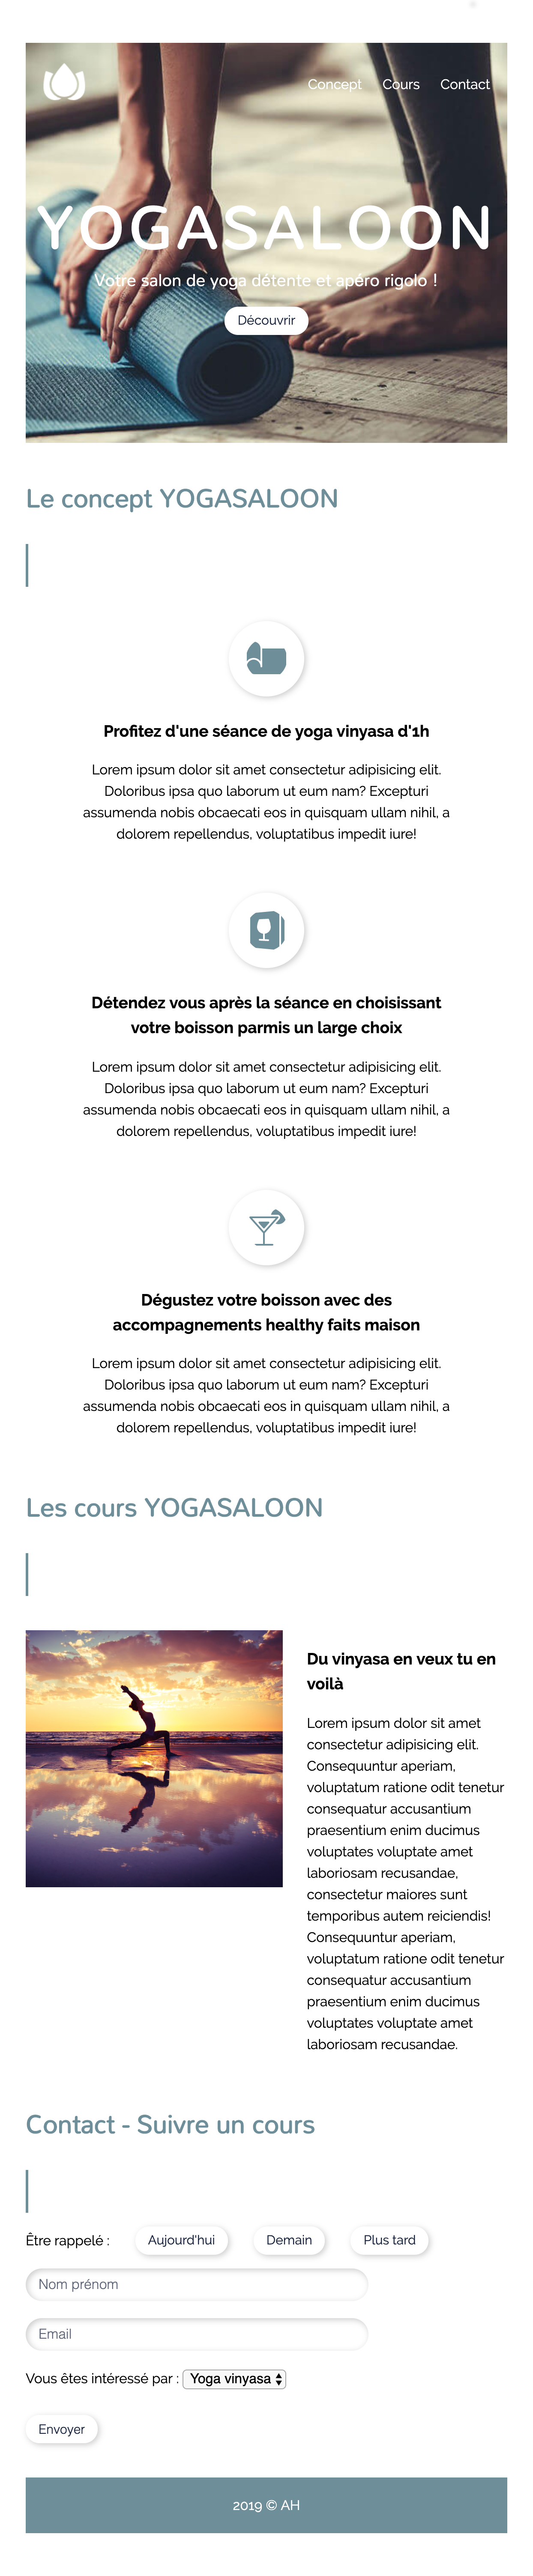 Concept Cours Contact
YOGASALOON
Votre salon de yoga détente et apéro rigolo !
Découvrir
Le concept YOGASALOON
Profitez d'une séance de yoga vinyasa d'1h
Lorem ipsum dolor sit amet consectetur adipisicing elit.
Doloribus ipsa quo laborum ut eum nam? Excepturi
assumenda nobis obcaecati eos in quisquam ullam nihil, a
dolorem repellendus, voluptatibus impedit iure!
Détendez vous après la séance en choisissant
votre boisson parmis un large choix
Lorem ipsum dolor sit amet consectetur adipisicing elit.
Doloribus ipsa quo laborum ut eum nam? Excepturi
assumenda nobis obcaecati eos in quisquam ullam nihil, a
dolorem repellendus, voluptatibus impedit iure!
Dégustez votre boisson avec des
accompagnements healthy faits maison
Lorem ipsum dolor sit amet consectetur adipisicing elit.
Doloribus ipsa quo laborum ut eum nam? Excepturi
assumenda nobis obcaecati eos in quisquam ullam nihil, a
dolorem repellendus, voluptatibus impedit iure!
Les cours YOGASALOON
Du vinyasa en veux tu en
voilà
Lorem ipsum dolor sit amet
consectetur adipisicing elit.
Consequuntur aperiam,
voluptatum ratione odit tenetur
consequatur accusantium
praesentium enim ducimus
voluptates voluptate amet
laboriosam recusandae,
consectetur maiores sunt
temporibus autem reiciendis!
Consequuntur aperiam,
voluptatum ratione odit tenetur
consequatur accusantium
praesentium enim ducimus
voluptates voluptate amet
laboriosam recusandae.
Contact - Suivre un cours
Être rappelé : Aujourd'hui Demain Plus tard
Nom prénom
Email
Vous êtes intéressé par : Yoga vinyasa
Envoyer
2019 © AH